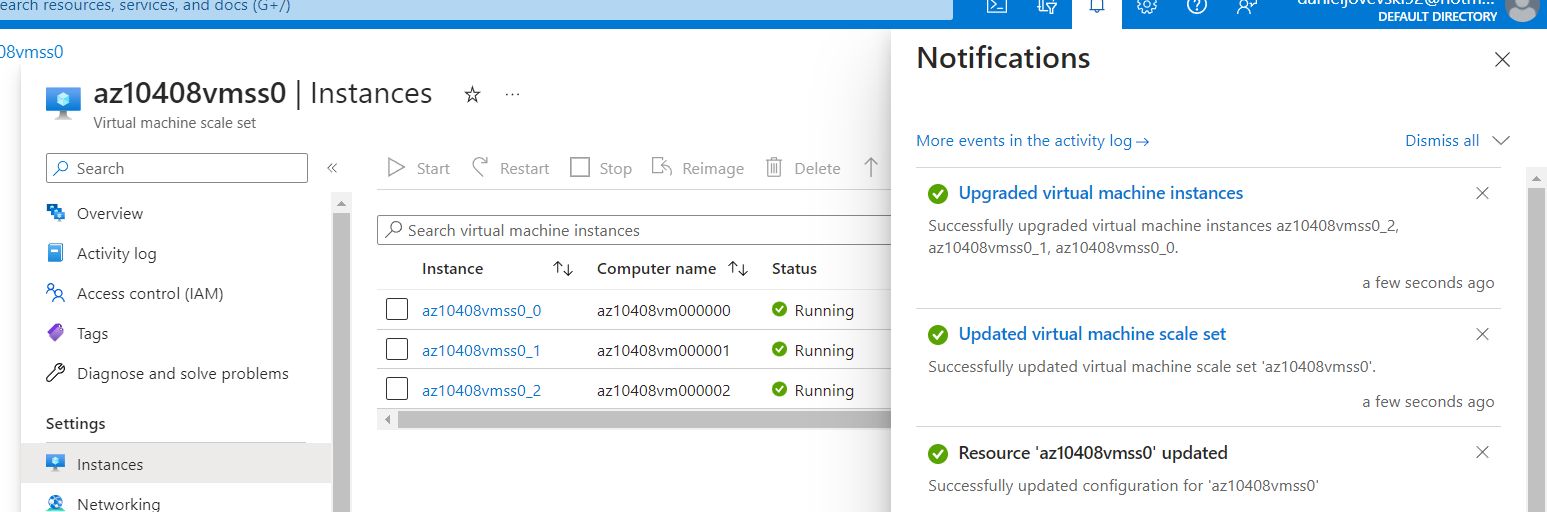 earch resources, services, and docs (G+/)
DEFAULT DIRECTORY
08vmss0
az10408vmss0 | Instances
Virtual machine scale set
Search
Overview
Activity log
Access control (IAM)
Tags
Diagnose and solve problems
Settings
Instances
Networking
Start Restart Stop Reimage Delete
Search virtual machine instances
Instance Computer name Status
az10408vmss0_0 az10408vm000000 Running
az10408vmss0_1 az10408vm000001 Running
az10408vmss0_2 az10408vm000002 Running
Notifications
More events in the activity log → Dismiss all
Upgraded virtual machine instances
Successfully upgraded virtual machine instances az10408vmss0_2,
az10408vmss0_1, az10408vmss0_0.
a few seconds ago
Updated virtual machine scale set
Successfully updated virtual machine scale set 'az10408vmss0'.
a few seconds ago
Resource 'az10408vmss0' updated
Successfully updated configuration for 'az10408vmss0'